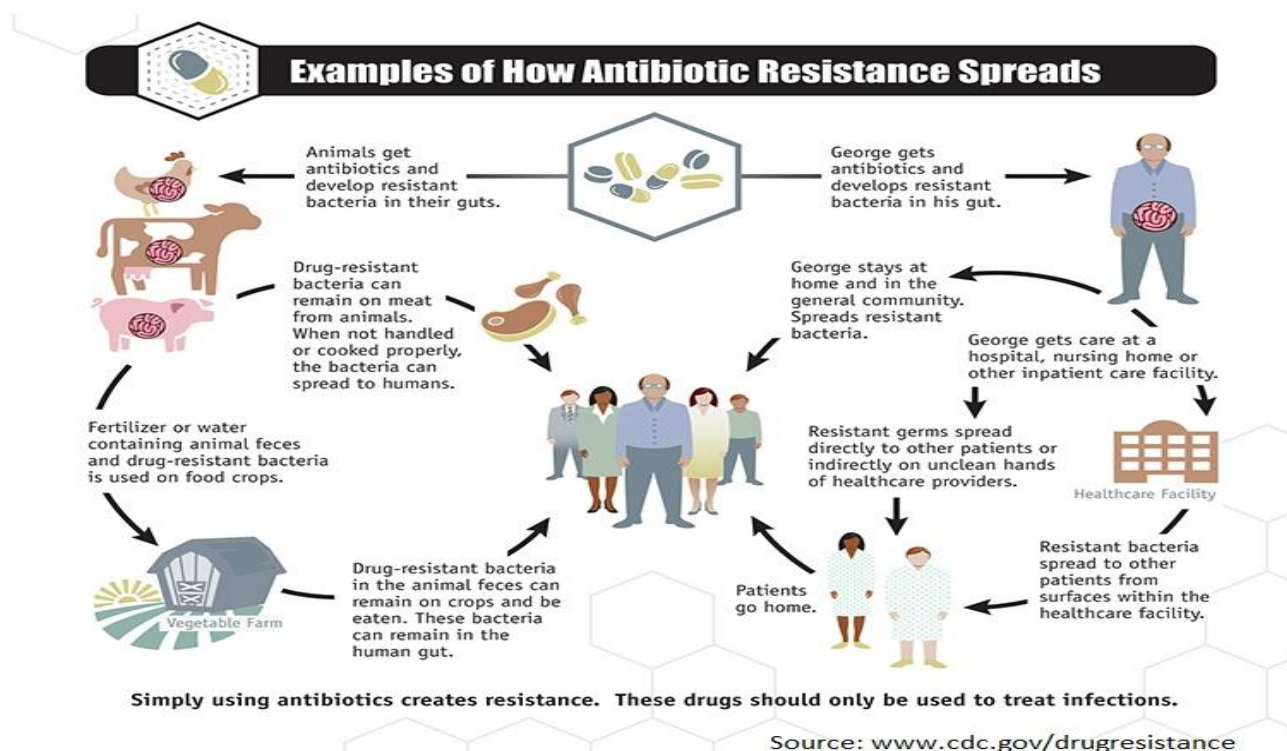 Examples of How Antibiotic Resistance Spreads
Animals get
antibiotics and
develop resistant
bacteria in their guts.
George gets
antibiotics and
develops resistant
bacteria in his gut.
Drug-resistant
bacteria can
remain on meat
from animals.
When not handled
or cooked properly,
the bacteria can
spread to humans.
George stays at
home and in the
general community.
Spreads resistant
bacteria.
George gets care at a
hospital, nursing home or
other inpatient care facility.
Fertilizer or water
containing animal feces
and drug-resistant bacteria
is used on food crops.
Resistant germs spread
directly to other patients or
indirectly on unclean hands
of healthcare providers.
Healthcare Facility
Vegetable Farm
Drug-resistant bacteria
in the animal feces can
remain on crops and be
eaten. These bacteria
can remain in the
human gut.
Patients
go home.
Resistant bacteria
spread to other
patients from
surfaces within the
healthcare facility.
Simply using antibiotics creates resistance. These drugs should only be used to treat infections.
Source: www.cdc.gov/drugresistance